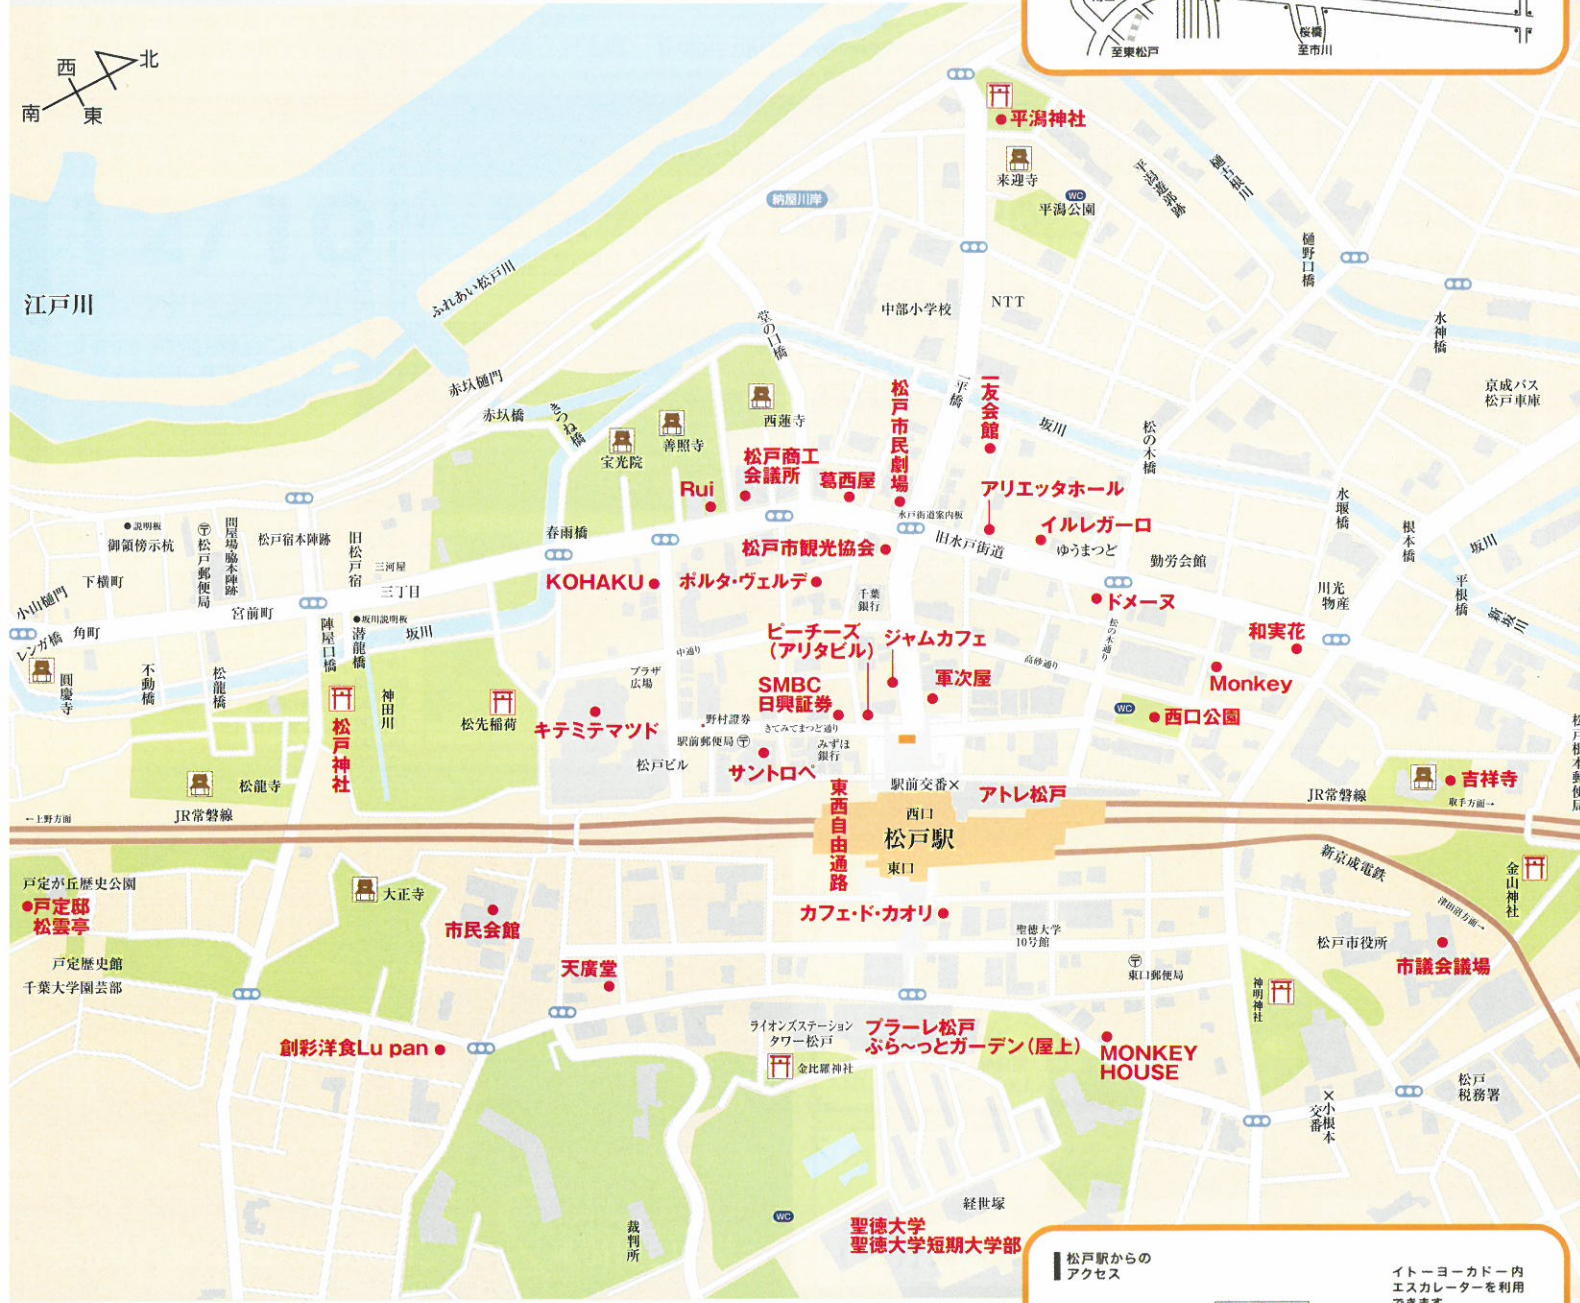 至東松戸
桜橋
至市川
北
西
南
東
平潟神社
来迎寺
WC
平潟公園
平潟遊郭跡
樋古根川
納屋川岸
樋野口橋
江戸川
ふれあい松戸川
中部小学校
NTT
堂の口橋
水神橋
京成バス
松戸車庫
赤圦樋門
赤圦橋
きつね橋
西蓮寺
善照寺
宝光院
松戸市民劇場
一平橋
一友会館
坂川
松の木橋
松戸商工
会議所
葛西屋
Rui
アリエッタホール
水戸街道案内板
イルレガーロ
ゆうまつど
旧水戸街道
勤労会館
水堰橋
根本橋
坂川
平根橋
新坂川
川光
物産
説明板
御領傍示杭
下横町
松戸郵便局
問屋場・脇本陣跡
松戸宿本陣跡
旧松戸宿
三河屋
三丁目
春雨橋
松戸市観光協会
KOHAKU
ポルタ・ヴェルデ
千葉
銀行
ドメーヌ
松の木通り
和実花
小山樋門
レンガ橋
角町
宮前町
坂川説明板
坂川
陣屋口橋
潜龍橋
圓慶寺
不動橋
松龍橋
神田川
松先稲荷
松戸神社
松龍寺
中通り
プラザ
広場
ピーチーズ
(アリタビル)
ジャムカフェ
高砂通り
Monkey
SMBC
日興証券
軍次屋
WC
西口公園
キテミテマツド
野村證券
きてみてまつど通り
駅前郵便局
みずほ
銀行
松戸ビル
サントロペ
東西自由通路
駅前交番
アトレ松戸
吉祥寺
松戸根本郵便局
JR常磐線
←上野方面
JR常磐線
取手方面→
西口
松戸駅
東口
新京成電鉄
津田沼方面→
金山神社
戸定が丘歴史公園
戸定邸
松雲亭
大正寺
市民会館
カフェ・ド・カオリ
聖徳大学
10号館
松戸市役所
市議会議場
戸定歴史館
千葉大学園芸部
天廣堂
東口郵便局
神明神社
創彩洋食Lu pan
ライオンズステーション
タワー松戸
金比羅神社
プラーレ松戸
ぷら〜っとガーデン(屋上)
MONKEY
HOUSE
松戸
税務署
小根本
交番
裁判所
WC
経世塚
聖徳大学
聖徳大学短期大学部
松戸駅からの
アクセス
イトーヨーカドー内
エスカレーターを利用
できます